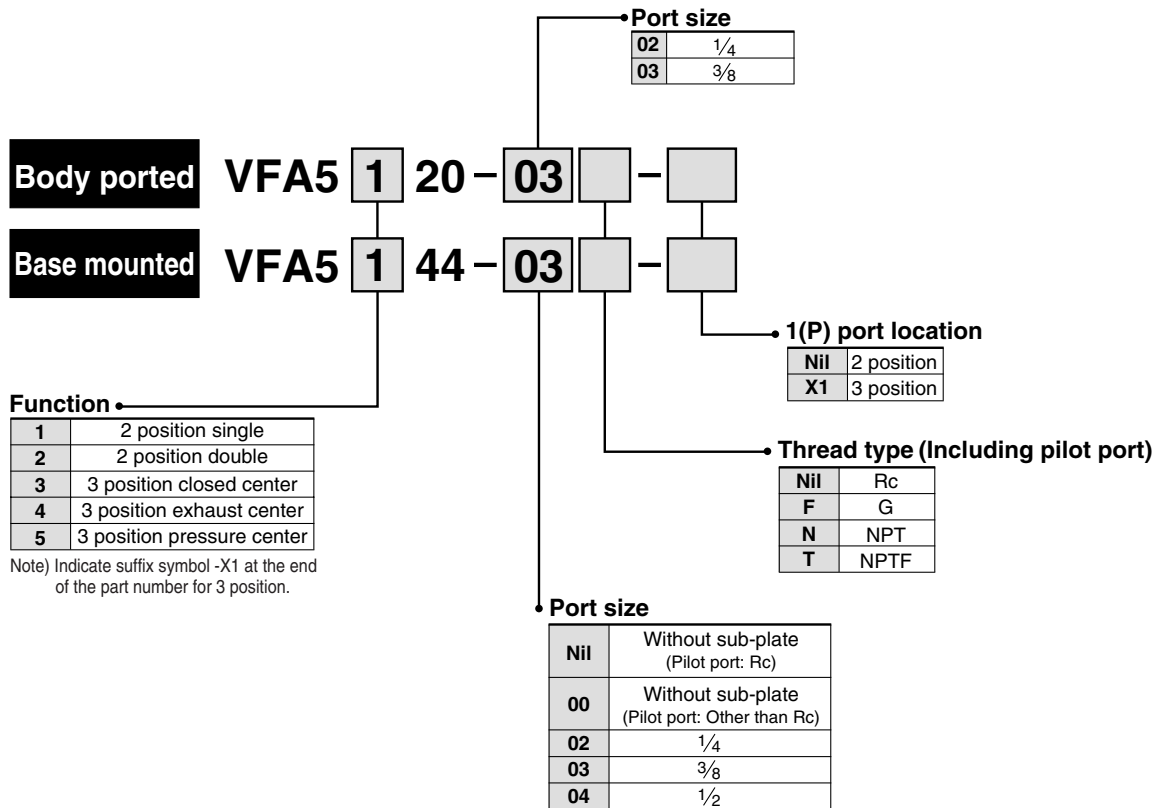 Port size
02 1/4
03 3/8
Body ported VFA5 1 20 – 03 –
Base mounted VFA5 1 44 – 03 –
1(P) port location
Nil 2 position
X1 3 position
Function
1 2 position single
2 2 position double
3 3 position closed center
4 3 position exhaust center
5 3 position pressure center
Note) Indicate suffix symbol -X1 at the end
of the part number for 3 position.
Thread type (Including pilot port)
Nil Rc
F G
N NPT
T NPTF
Port size
Nil Without sub-plate
(Pilot port: Rc)
00 Without sub-plate
(Pilot port: Other than Rc)
02 1/4
03 3/8
04 1/2